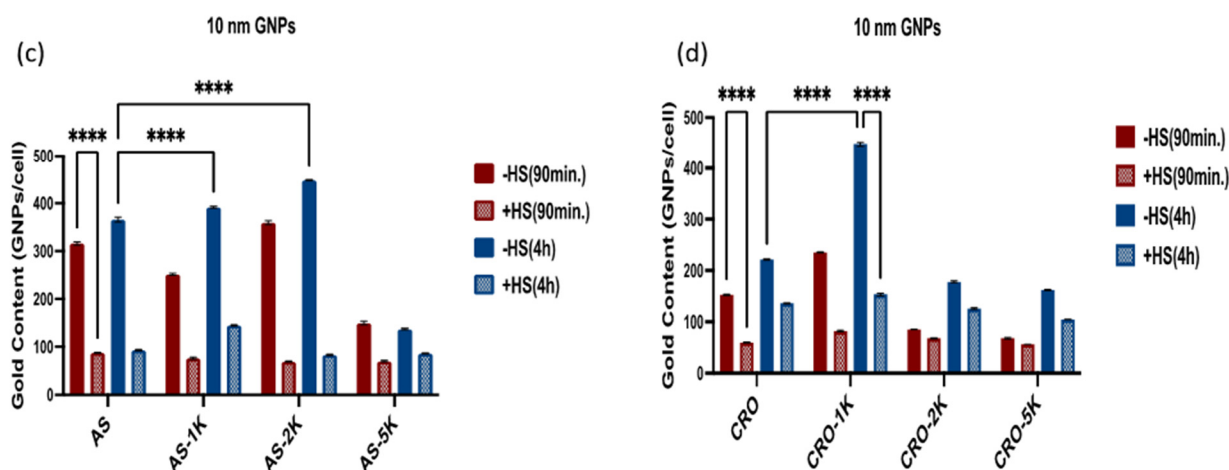 10 nm GNPs
(c)
****
****
****
Gold Content (GNPs/cell)
500
400
300
200
100
0
AS
AS-1K
AS-2K
AS-5K
-HS(90min.)
+HS(90min.)
-HS(4h)
+HS(4h)
10 nm GNPs
(d)
****
****
****
Gold Content (GNPs/cell)
500
400
300
200
100
0
CRO
CRO-1K
CRO-2K
CRO-5K
-HS(90min.)
+HS(90min.)
-HS(4h)
+HS(4h)